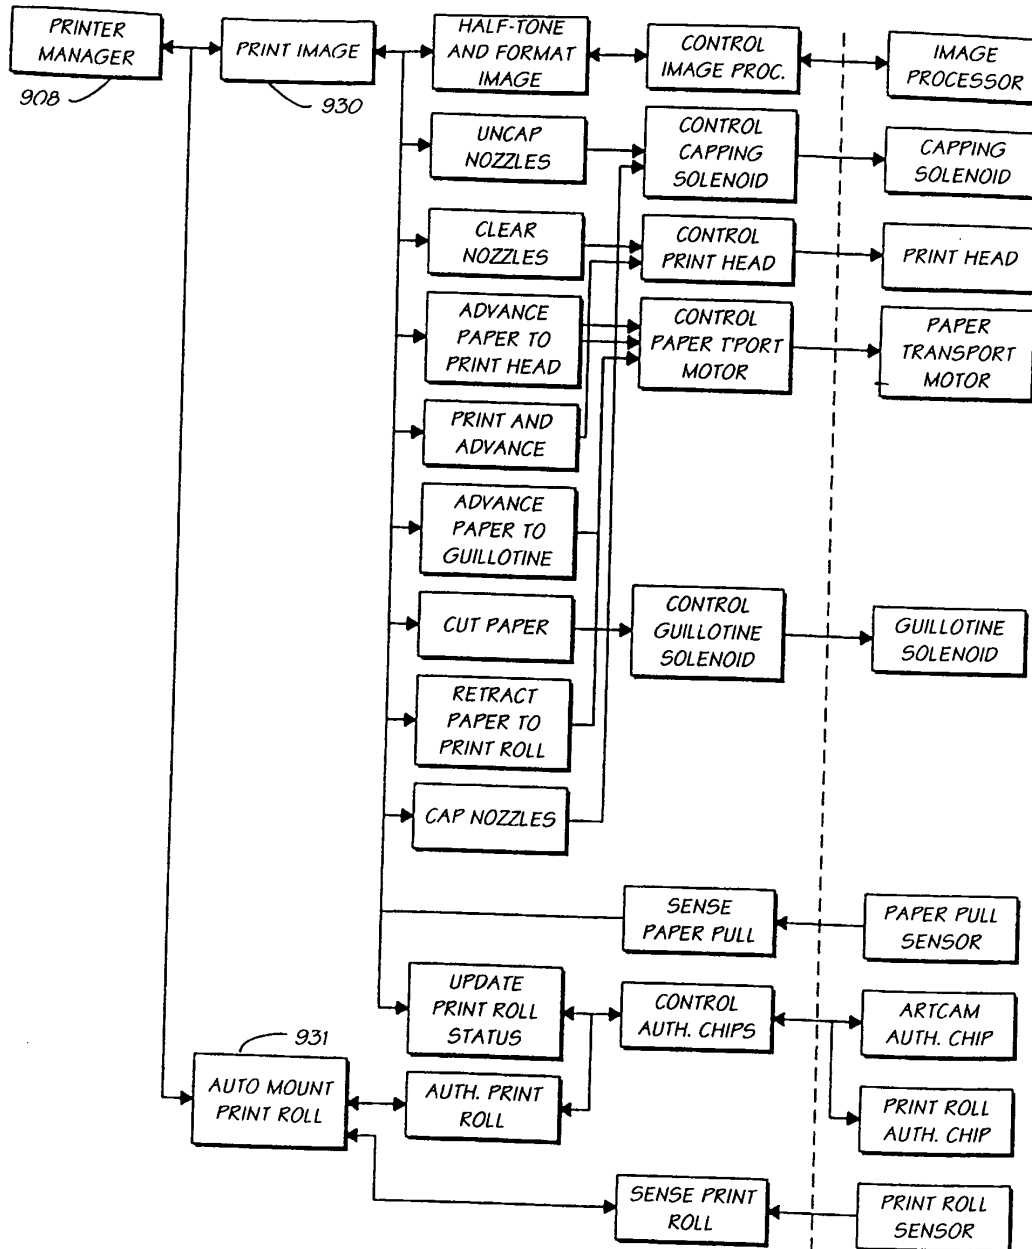 PRINTER
MANAGER
908
PRINT IMAGE
930
HALF-TONE
AND FORMAT
IMAGE
CONTROL
IMAGE PROC.
IMAGE
PROCESSOR
UNCAP
NOZZLES
CONTROL
CAPPING
SOLENOID
CAPPING
SOLENOID
CLEAR
NOZZLES
CONTROL
PRINT HEAD
PRINT HEAD
ADVANCE
PAPER TO
PRINT HEAD
CONTROL
PAPER T'PORT
MOTOR
PAPER
TRANSPORT
MOTOR
PRINT AND
ADVANCE
ADVANCE
PAPER TO
GUILLOTINE
CUT PAPER
CONTROL
GUILLOTINE
SOLENOID
GUILLOTINE
SOLENOID
RETRACT
PAPER TO
PRINT ROLL
CAP NOZZLES
SENSE
PAPER PULL
PAPER PULL
SENSOR
UPDATE
PRINT ROLL
STATUS
CONTROL
AUTH. CHIPS
ARTCAM
AUTH. CHIP
931
AUTO MOUNT
PRINT ROLL
AUTH. PRINT
ROLL
PRINT ROLL
AUTH. CHIP
SENSE PRINT
ROLL
PRINT ROLL
SENSOR